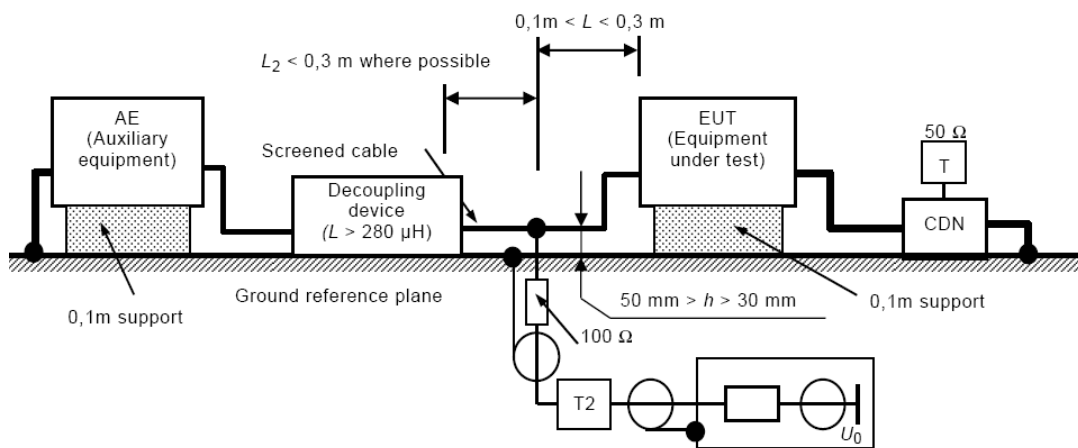 0,1m < L < 0,3 m
L2 < 0,3 m where possible
AE
(Auxiliary
equipment)
Screened cable
EUT
(Equipment
under test)
50 Ω
T
Decoupling
device
(L > 280 μH)
CDN
Ground reference plane
50 mm > h > 30 mm
0,1m support
0,1m support
100 Ω
T2
U0